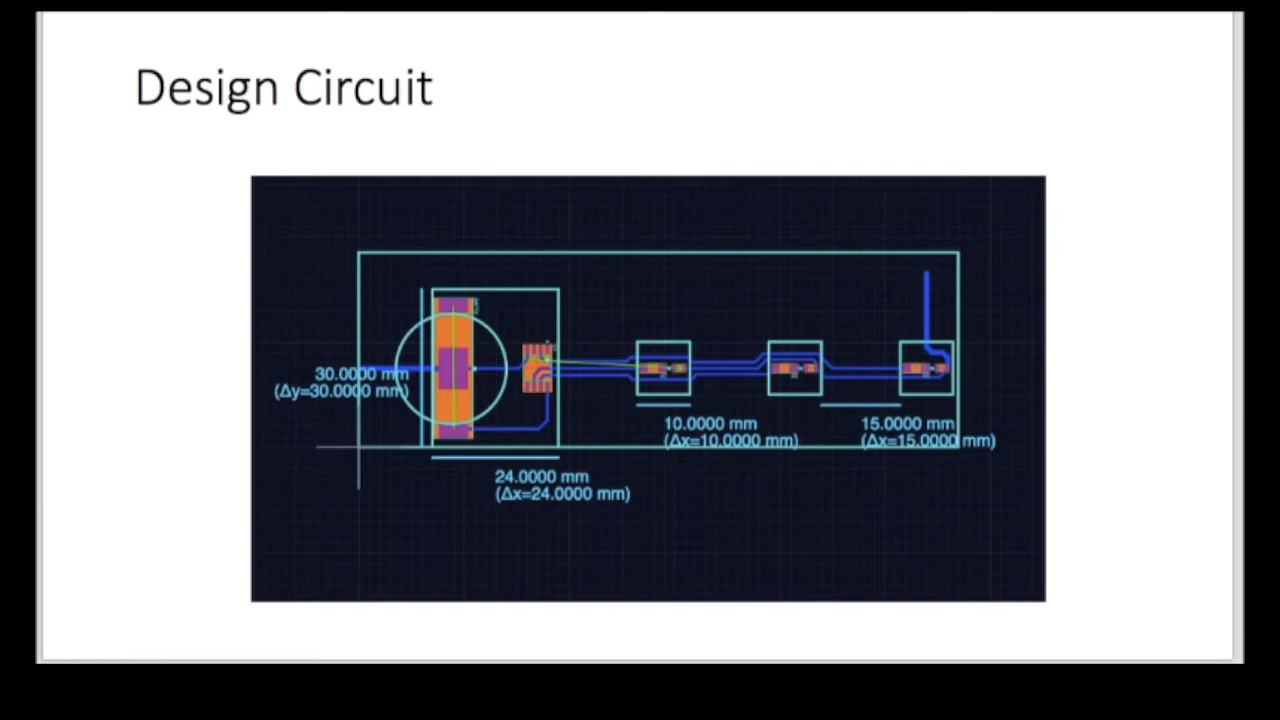 Design Circuit
30.0000 mm
(Δy=30.0000 mm)
10.0000 mm
(Δx=10.0000 mm)
15.0000 mm
(Δx=15.0000 mm)
24.0000 mm
(Δx=24.0000 mm)